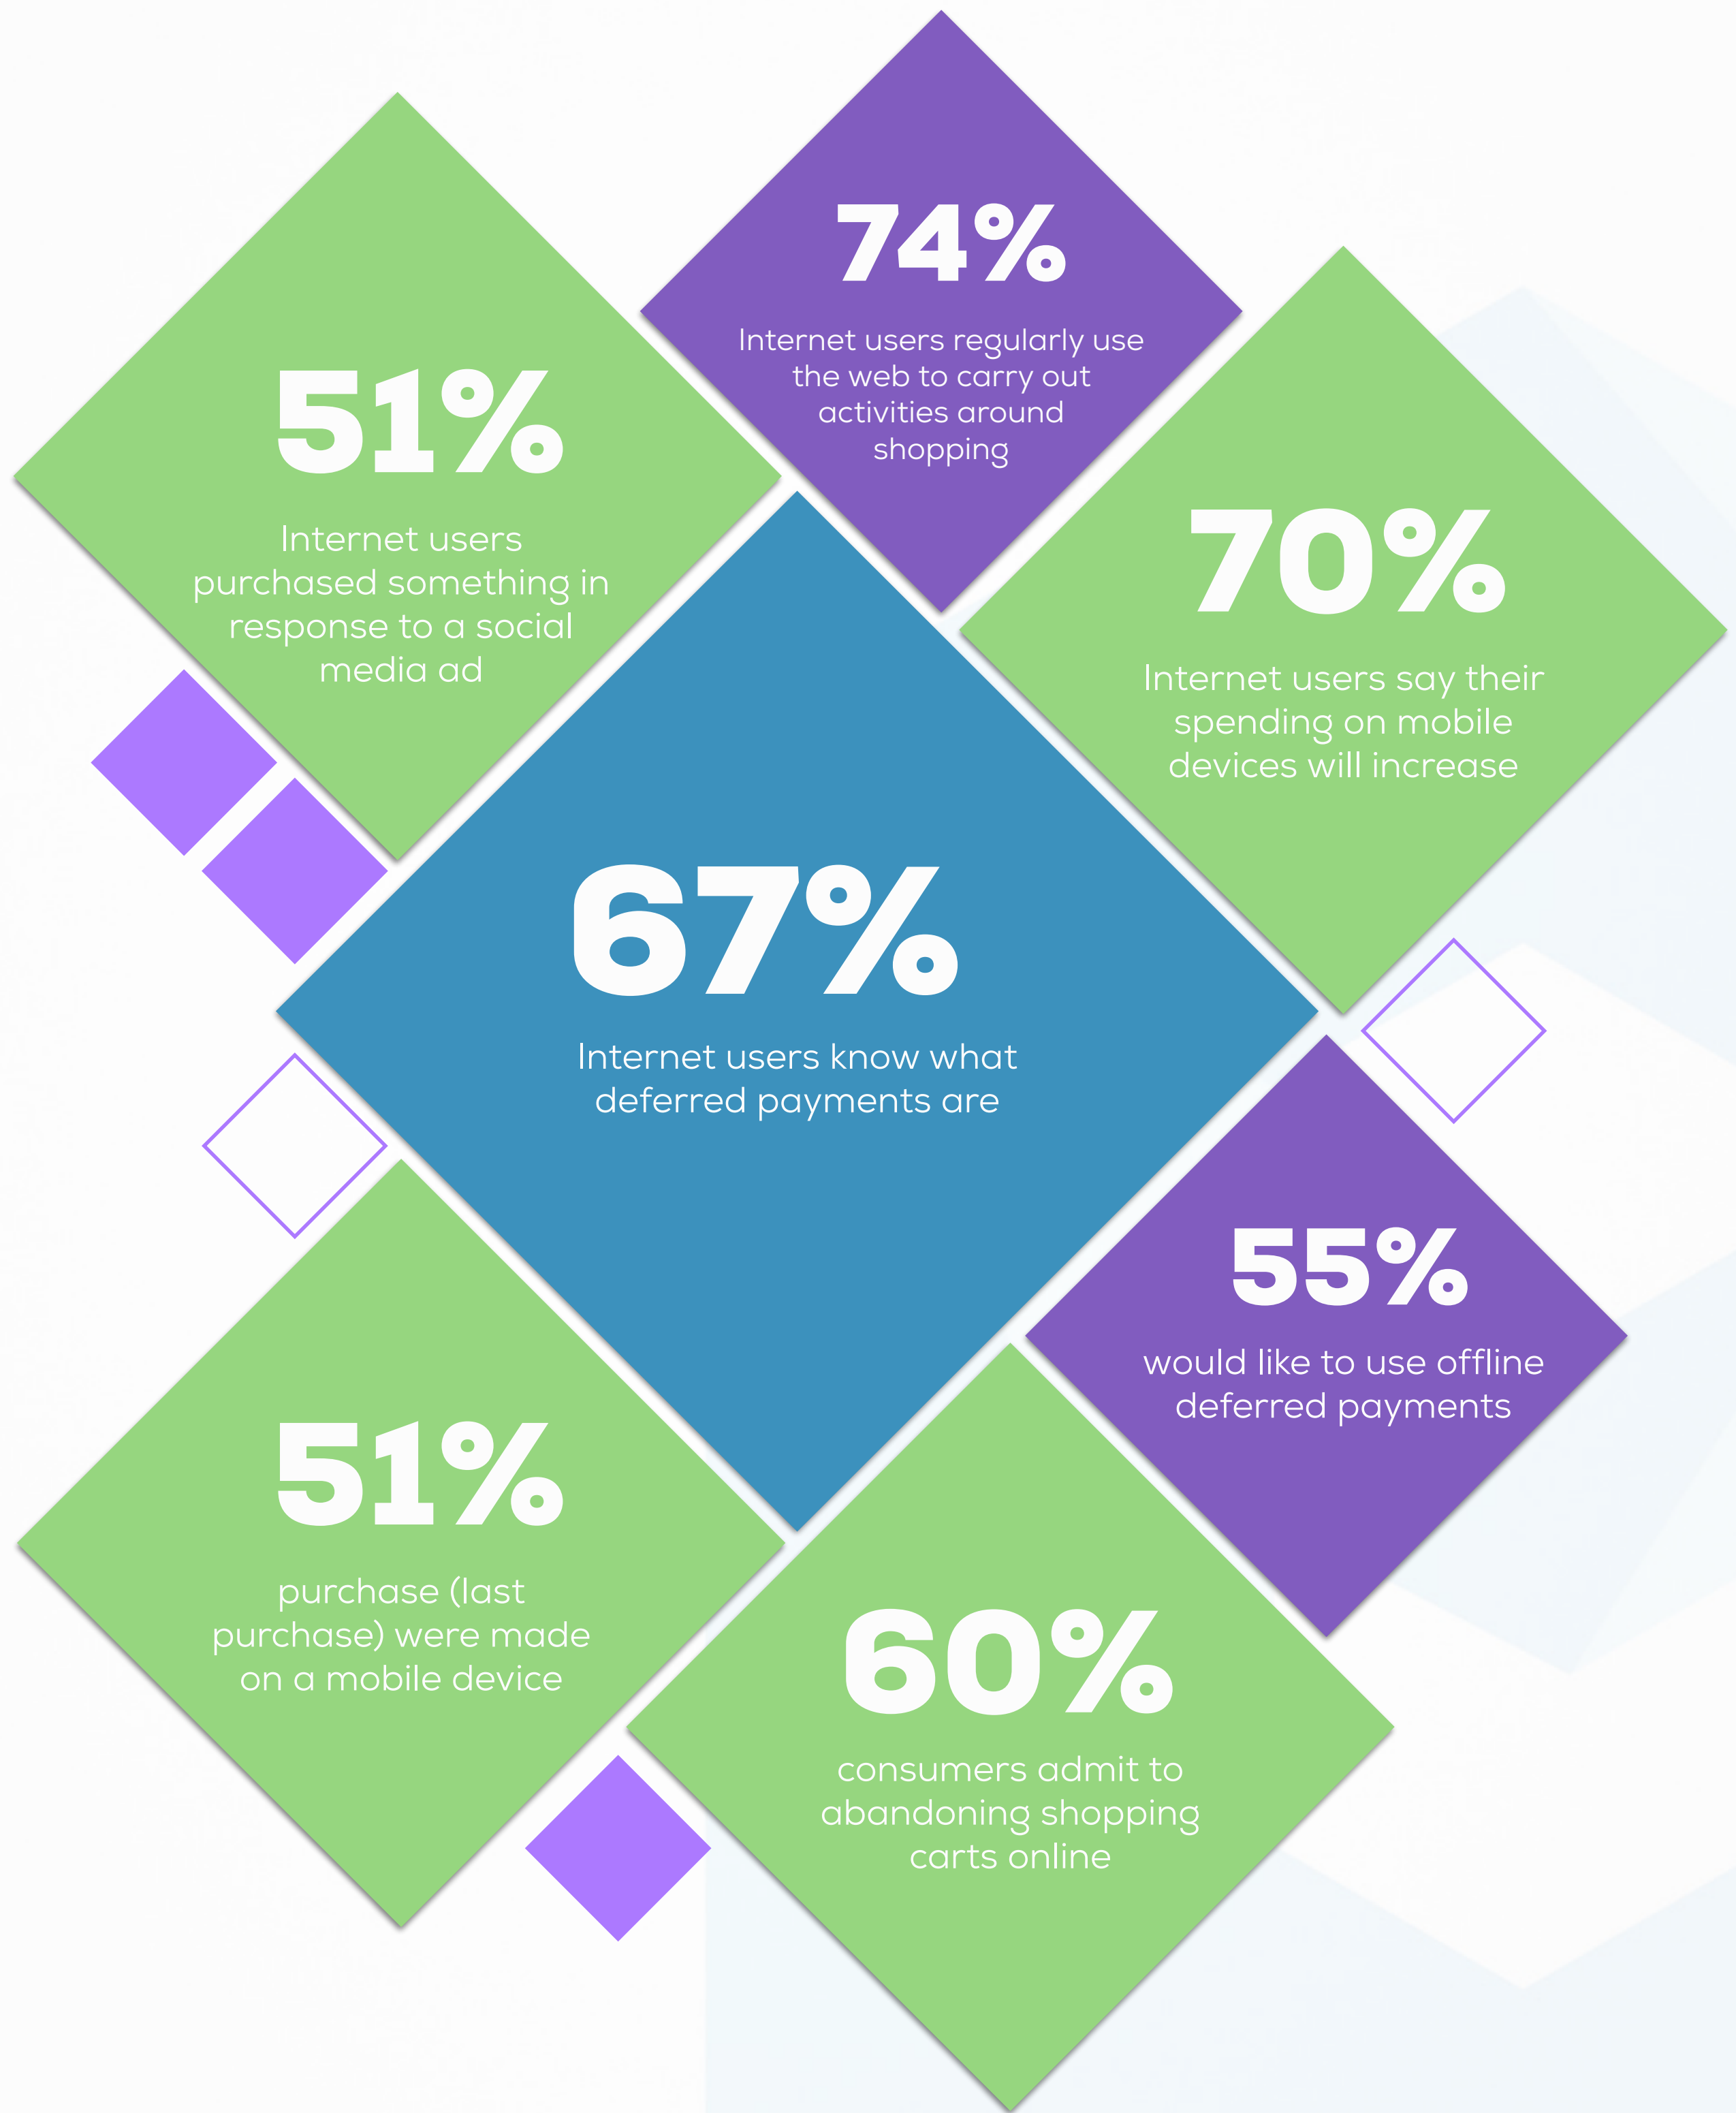 74%
Internet users regularly use
the web to carry out
activities around
shopping
51%
Internet users
purchased something in
response to a social
media ad
70%
Internet users say their
spending on mobile
devices will increase
67%
Internet users know what
deferred payments are
55%
would like to use offline
deferred payments
51%
purchase (last
purchase) were made
on a mobile device
60%
consumers admit to
abandoning shopping
carts online